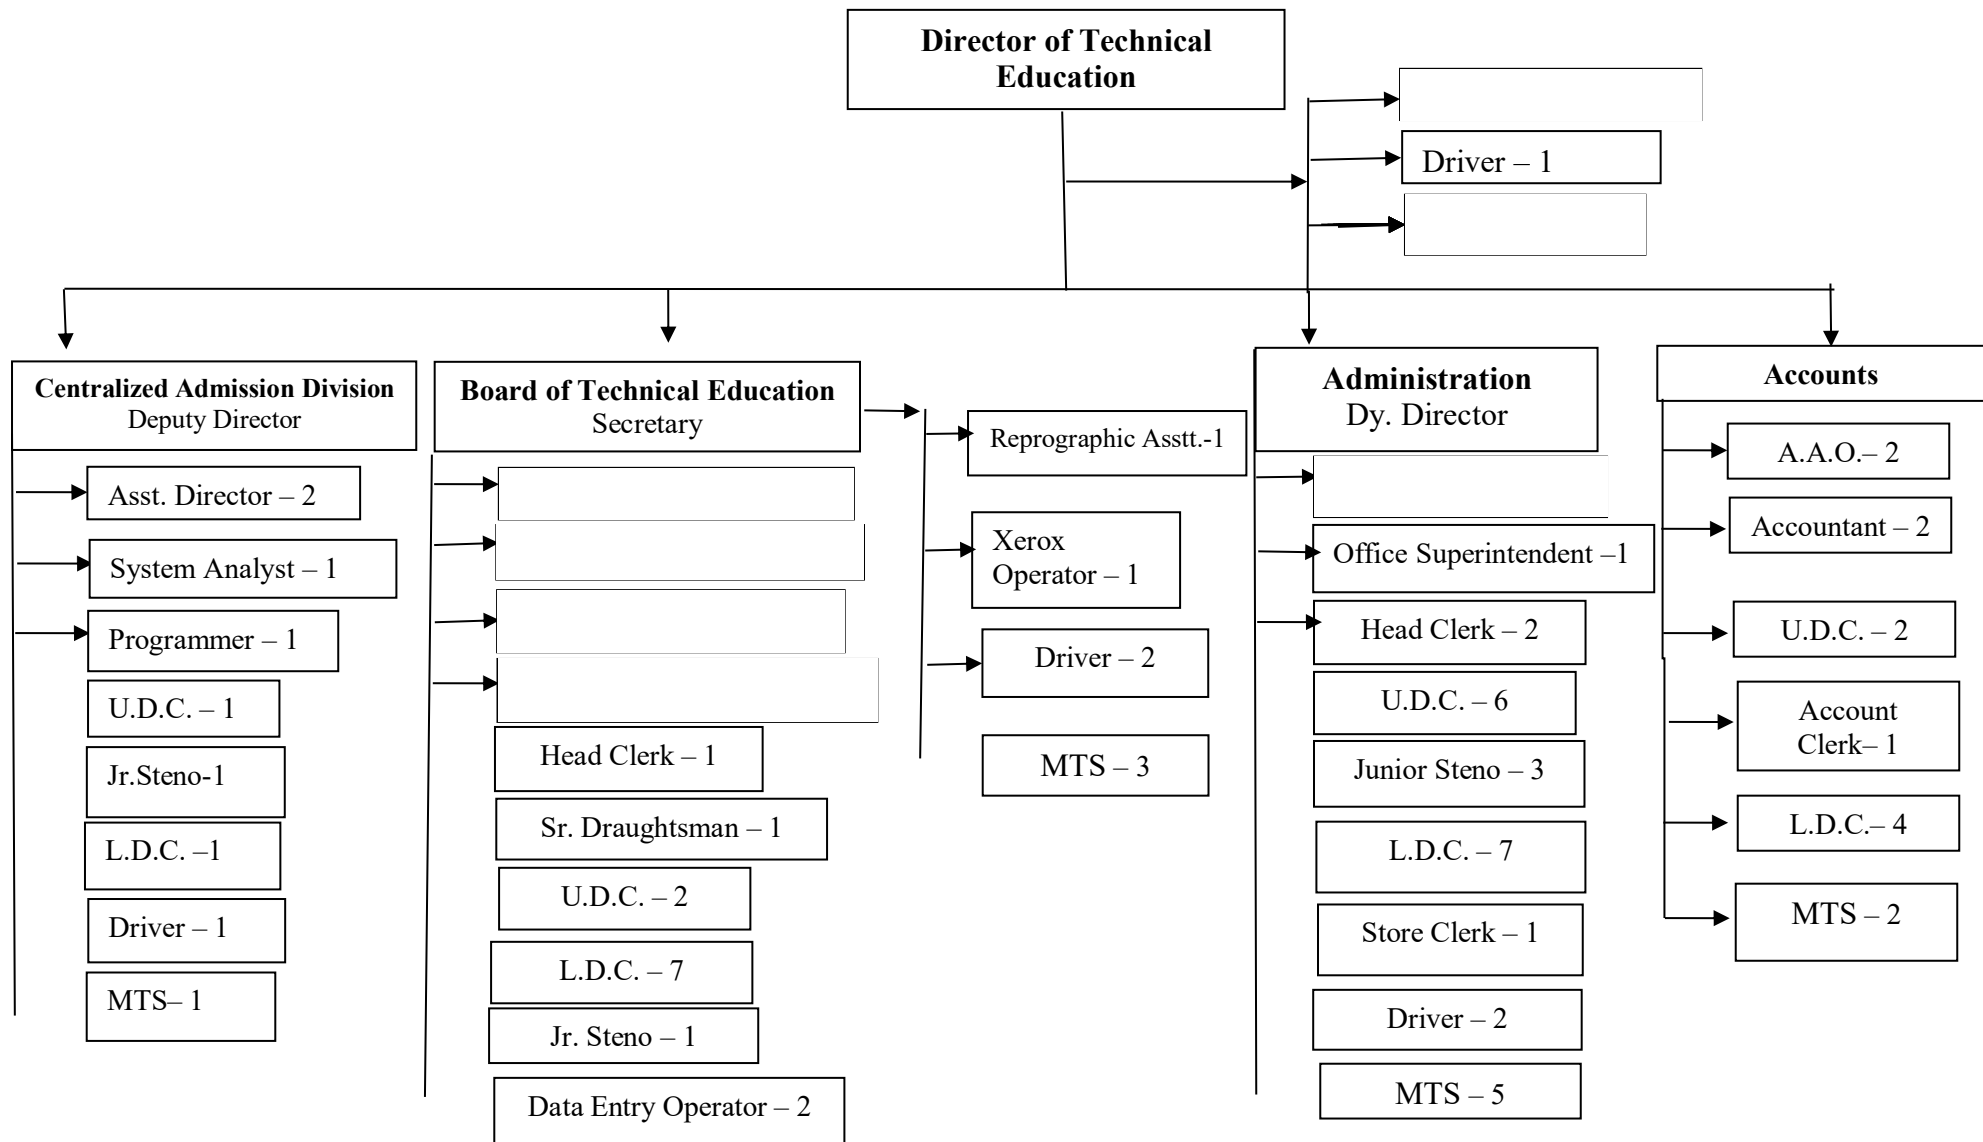 Director of Technical
Education
Driver – 1
Centralized Admission Division
Deputy Director
Asst. Director – 2
System Analyst – 1
Programmer – 1
U.D.C. – 1
Jr.Steno-1
L.D.C. –1
Driver – 1
MTS– 1
Board of Technical Education
Secretary
Head Clerk – 1
Sr. Draughtsman – 1
U.D.C. – 2
L.D.C. – 7
Jr. Steno – 1
Data Entry Operator – 2
Reprographic Asstt.-1
Xerox
Operator – 1
Driver – 2
MTS – 3
Administration
Dy. Director
Office Superintendent –1
Head Clerk – 2
U.D.C. – 6
Junior Steno – 3
L.D.C. – 7
Store Clerk – 1
Driver – 2
MTS – 5
Accounts
A.A.O.– 2
Accountant – 2
U.D.C. – 2
Account
Clerk– 1
L.D.C.– 4
MTS – 2